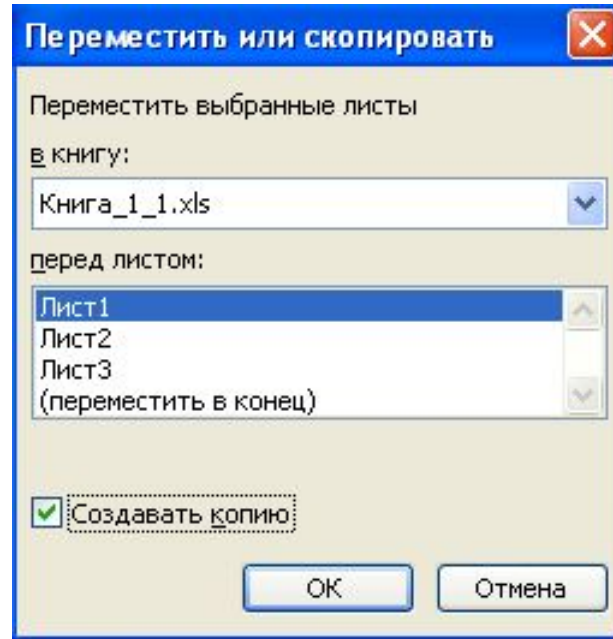 Переместить или скопировать
Переместить выбранные листы
в книгу:
Книга_1_1.xls
перед листом:
Лист1
Лист2
Лист3
(переместить в конец)
Создавать копию
ОК
Отмена